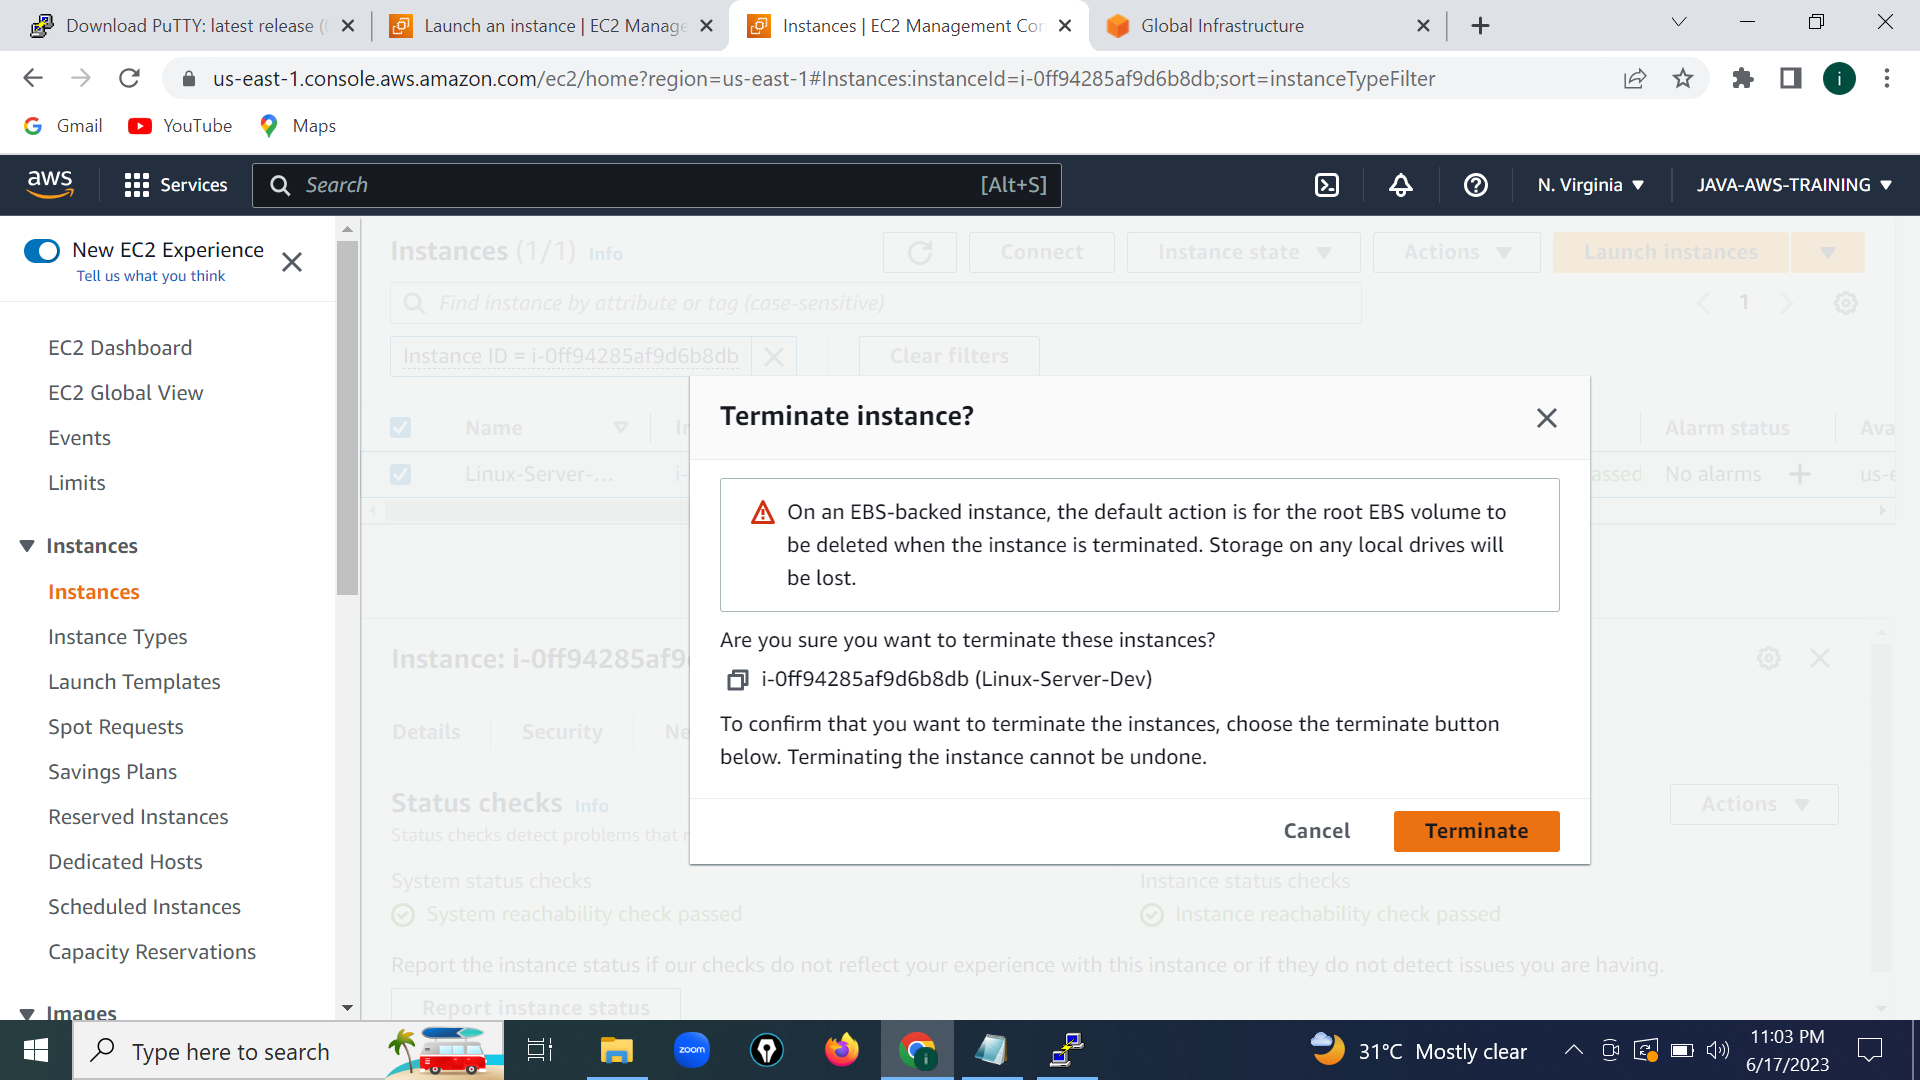 Download PuTTY: latest release (
Launch an instance | EC2 Manage
Instances | EC2 Management Con
Global Infrastructure
us-east-1.console.aws.amazon.com/ec2/home?region=us-east-1#Instances:instanceId=i-0ff94285af9d6b8db;sort=instanceTypeFilter
i
Gmail
YouTube
Maps
aws
Services
Search
[Alt+S]
N. Virginia
JAVA-AWS-TRAINING
New EC2 Experience
Tell us what you think
EC2 Dashboard
EC2 Global View
Events
Limits
Instances
Instances
Instance Types
Launch Templates
Spot Requests
Savings Plans
Reserved Instances
Dedicated Hosts
Scheduled Instances
Capacity Reservations
Images
Instances (1/1) Info
Connect
Instance state
Actions
Launch instances
Find instance by attribute or tag (case-sensitive)
1
Instance ID = i-0ff94285af9d6b8db
Clear filters
Name
Alarm status
Ava
Linux-Server-...
i-
assed
No alarms
us-e
Terminate instance?
On an EBS-backed instance, the default action is for the root EBS volume to
be deleted when the instance is terminated. Storage on any local drives will
be lost.
Are you sure you want to terminate these instances?
i-0ff94285af9d6b8db (Linux-Server-Dev)
To confirm that you want to terminate the instances, choose the terminate button
below. Terminating the instance cannot be undone.
Cancel
Terminate
Instance: i-0ff94285af9
Details
Security
Ne
Status checks Info
Actions
Status checks detect problems that
System status checks
Instance status checks
System reachability check passed
Instance reachability check passed
Report the instance status if our checks do not reflect your experience with this instance or if they do not detect issues you are having.
Report instance status
Type here to search
zoom
31°C Mostly clear
11:03 PM
6/17/2023